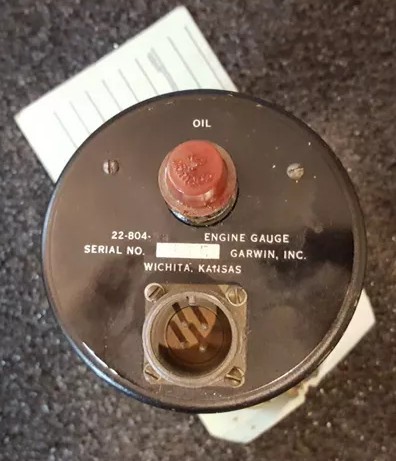 OIL
22-804- ENGINE GAUGE
SERIAL NO. GARWIN, INC.
WICHITA, KANSAS